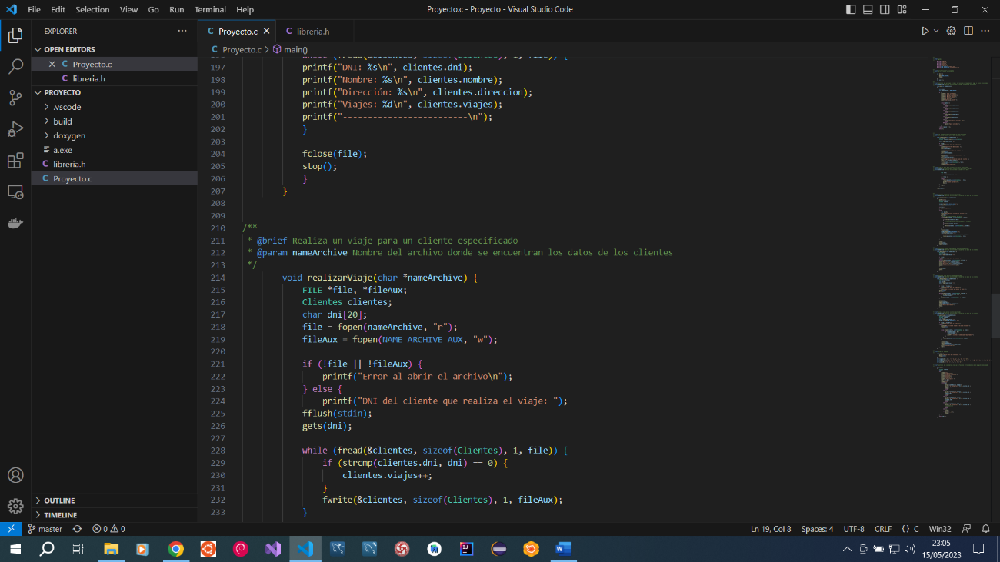 File Edit Selection View Go Run Terminal Help
Proyecto.c - Proyecto - Visual Studio Code
EXPLORER
OPEN EDITORS
C Proyecto.c
C libreria.h
PROYECTO
.vscode
build
doxygen
a.exe
C libreria.h
C Proyecto.c
OUTLINE
TIMELINE
C Proyecto.c
C libreria.h
C Proyecto.c > main()
197 printf("DNI: %s\n", clientes.dni);
198 printf("Nombre: %s\n", clientes.nombre);
199 printf("Dirección: %s\n", clientes.direccion);
200 printf("Viajes: %d\n", clientes.viajes);
201 printf("-------------------------\n");
202 }
203
204 fclose(file);
205 stop();
206 }
207 }
208
209
210 /**
211 * @brief Realiza un viaje para un cliente especificado
212 * @param nameArchive Nombre del archivo donde se encuentran los datos de los clientes
213 */
214 void realizarViaje(char *nameArchive) {
215 FILE *file, *fileAux;
216 Clientes clientes;
217 char dni[20];
218 file = fopen(nameArchive, "r");
219 fileAux = fopen(NAME_ARCHIVE_AUX, "w");
220
221 if (!file || !fileAux) {
222 printf("Error al abrir el archivo\n");
223 } else {
224 printf("DNI del cliente que realiza el viaje: ");
225 fflush(stdin);
226 gets(dni);
227
228 while (fread(&clientes, sizeof(Clientes), 1, file)) {
229 if (strcmp(clientes.dni, dni) == 0) {
230 clientes.viajes++;
231 }
232 fwrite(&clientes, sizeof(Clientes), 1, fileAux);
233 }
master 0 0
Ln 19, Col 8 Spaces: 4 UTF-8 CRLF {} C Win32
23:05
15/05/2023